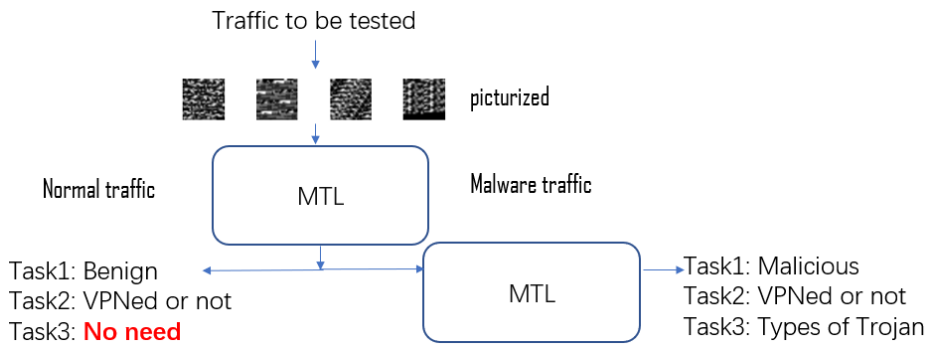 Traffic to be tested
picturized
Normal traffic
MTL
Malware traffic
Task1: Benign
Task2: VPNed or not
Task3: No need
MTL
Task1: Malicious
Task2: VPNed or not
Task3: Types of Trojan